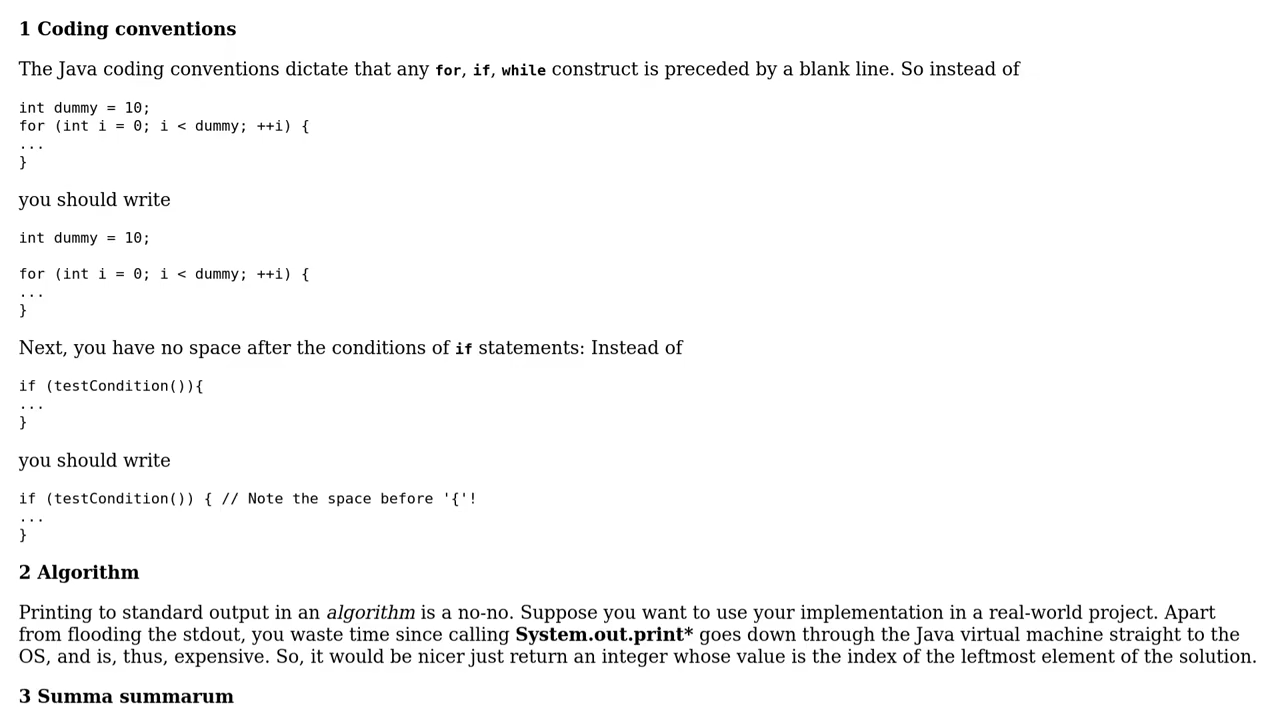 1 Coding conventions
The Java coding conventions dictate that any for, if, while construct is preceded by a blank line. So instead of
int dummy = 10;
for (int i = 0; i < dummy; ++i) {
...
}
you should write
int dummy = 10;
for (int i = 0; i < dummy; ++i) {
...
}
Next, you have no space after the conditions of if statements: Instead of
if (testCondition()){
...
}
you should write
if (testCondition()) { // Note the space before '{'!
...
}
2 Algorithm
Printing to standard output in an algorithm is a no-no. Suppose you want to use your implementation in a real-world project. Apart
from flooding the stdout, you waste time since calling System.out.print* goes down through the Java virtual machine straight to the
OS, and is, thus, expensive. So, it would be nicer just return an integer whose value is the index of the leftmost element of the solution.
3 Summa summarum